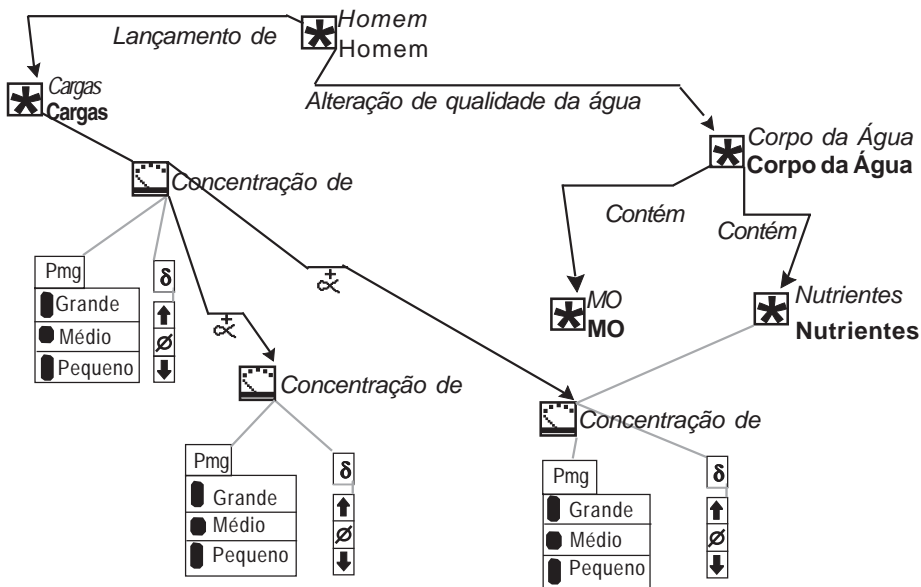 Homem
Lançamento de
Homem
Cargas
Cargas
Alteração de qualidade da água
Corpo da Água
Corpo da Água
Concentração de
Contém
Contém
Pmg
δ
Grande
Médio
Pequeno
MO
MO
Nutrientes
Nutrientes
α+
α+
Concentração de
Concentração de
Pmg
δ
Grande
Médio
Pequeno
Pmg
δ
Grande
Médio
Pequeno